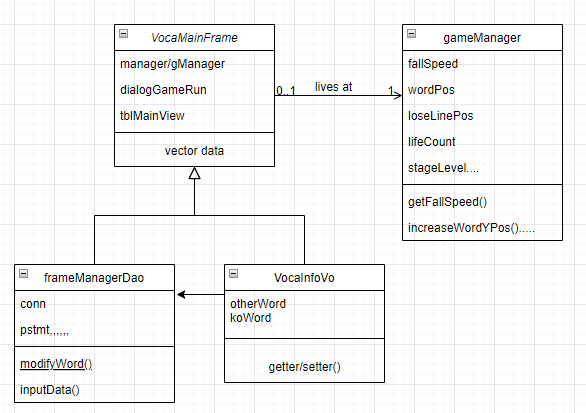 VocaMainFrame
manager/gManager
dialogGameRun
tblMainView
vector data
0..1
lives at
1
gameManager
fallSpeed
wordPos
loseLinePos
lifeCount
stageLevel....
getFallSpeed()
increaseWordYPos().....
frameManagerDao
conn
pstmt,,,,,,
modifyWord()
inputData()
VocaInfoVo
otherWord
koWord
getter/setter()